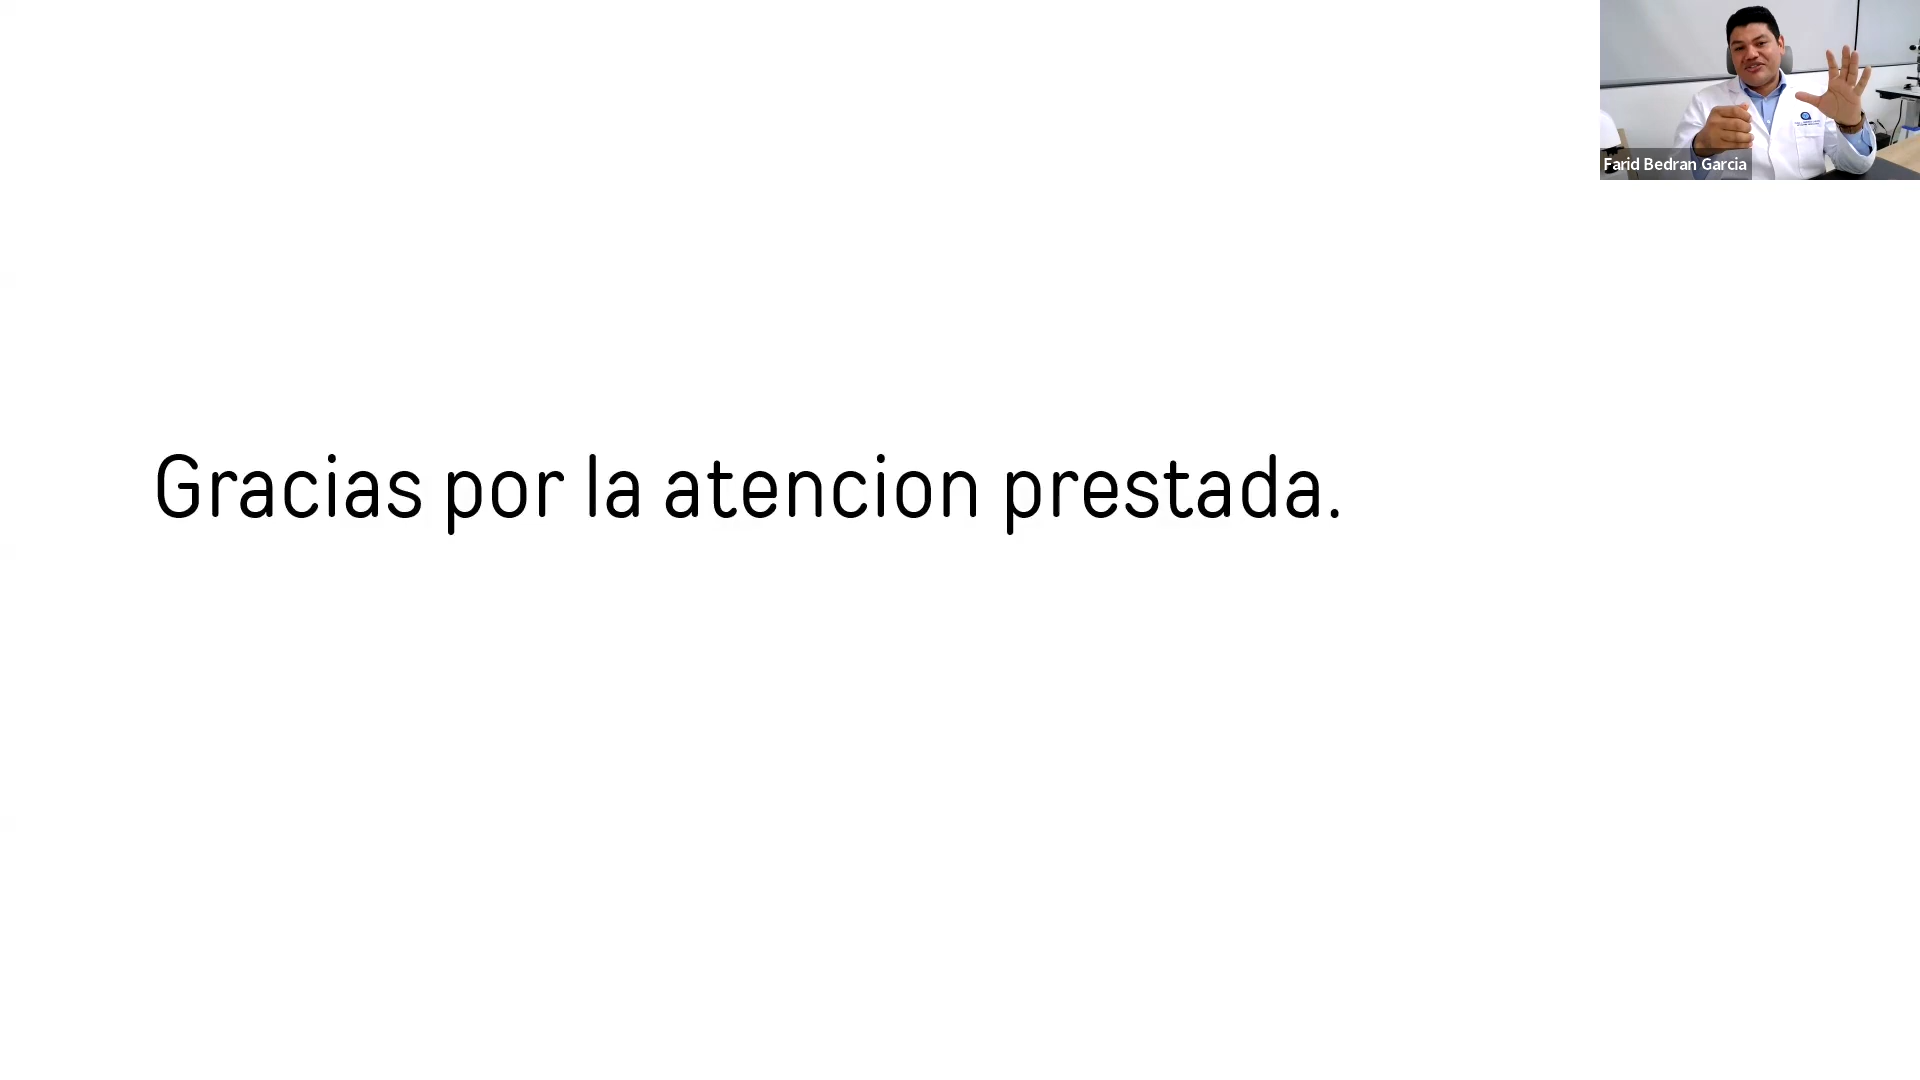 Farid Bedran Garcia
Gracias por la atencion prestada.